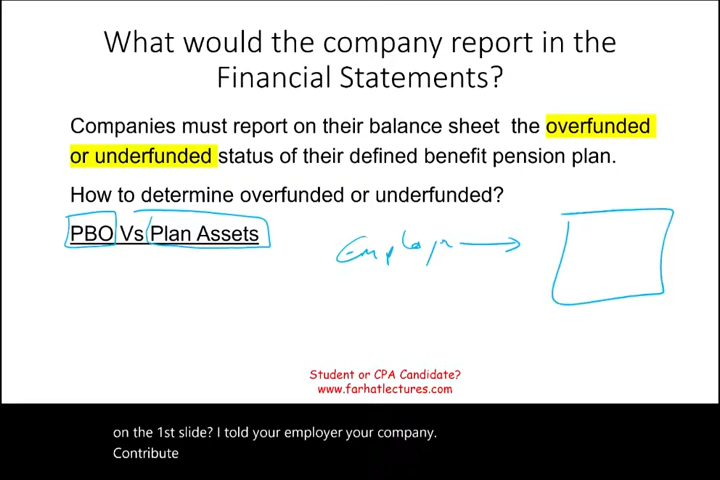 What would the company report in the
Financial Statements?
Companies must report on their balance sheet the overfunded
or underfunded status of their defined benefit pension plan.
How to determine overfunded or underfunded?
PBO Vs Plan Assets
Student or CPA Candidate?
www.farhatlectures.com
on the 1st slide? I told your employer your company.
Contribute